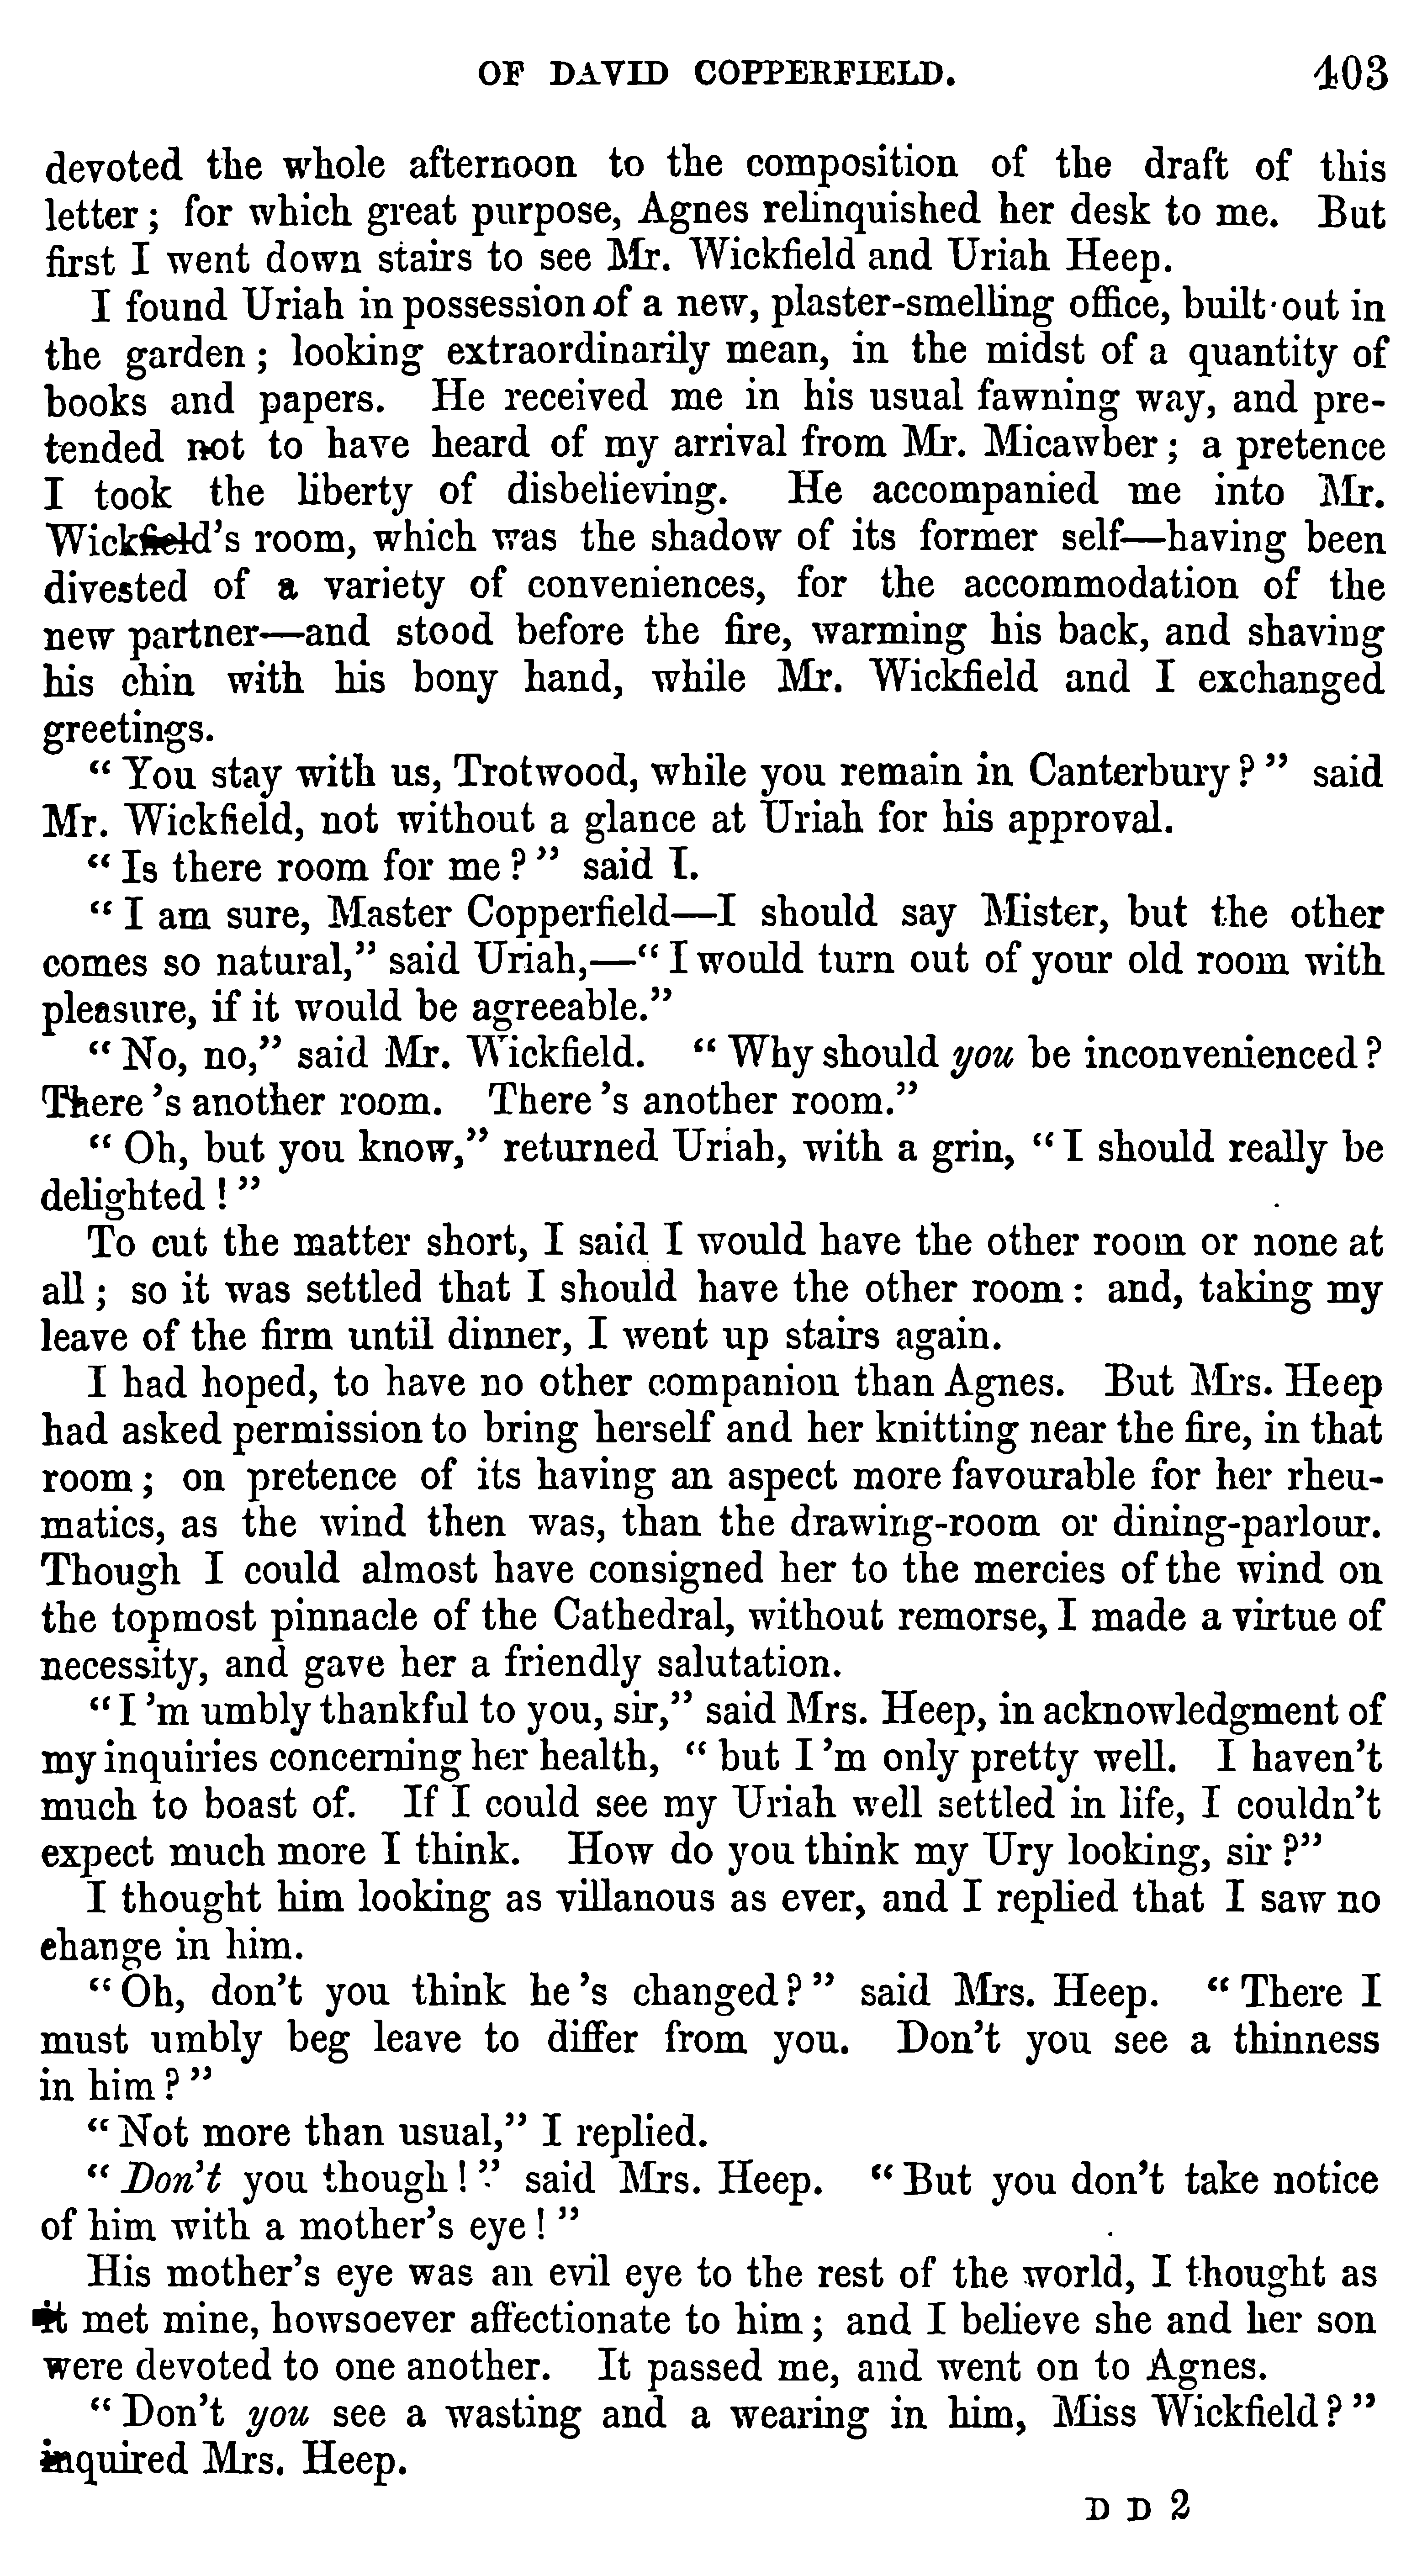 OF DAVID COPPERFIELD. 403
devoted the whole afternoon to the composition of the draft of this
letter; for which great purpose, Agnes relinquished her desk to me. But
first I went down stairs to see Mr. Wickfield and Uriah Heep.
I found Uriah in possession of a new, plaster-smelling office, built out in
the garden; looking extraordinarily mean, in the midst of a quantity of
books and papers. He received me in his usual fawning way, and pre-
tended not to have heard of my arrival from Mr. Micawber; a pretence
I took the liberty of disbelieving. He accompanied me into Mr.
Wickfield's room, which was the shadow of its former self—having been
divested of a variety of conveniences, for the accommodation of the
new partner—and stood before the fire, warming his back, and shaving
his chin with his bony hand, while Mr. Wickfield and I exchanged
greetings.
"You stay with us, Trotwood, while you remain in Canterbury?" said
Mr. Wickfield, not without a glance at Uriah for his approval.
"Is there room for me?" said I.
"I am sure, Master Copperfield—I should say Mister, but the other
comes so natural," said Uriah,—"I would turn out of your old room with
pleasure, if it would be agreeable."
"No, no," said Mr. Wickfield. "Why should you be inconvenienced?
There's another room. There's another room."
"Oh, but you know," returned Uriah, with a grin, "I should really be
delighted!"
To cut the matter short, I said I would have the other room or none at
all; so it was settled that I should have the other room: and, taking my
leave of the firm until dinner, I went up stairs again.
I had hoped, to have no other companion than Agnes. But Mrs. Heep
had asked permission to bring herself and her knitting near the fire, in that
room; on pretence of its having an aspect more favourable for her rheu-
matics, as the wind then was, than the drawing-room or dining-parlour.
Though I could almost have consigned her to the mercies of the wind on
the topmost pinnacle of the Cathedral, without remorse, I made a virtue of
necessity, and gave her a friendly salutation.
"I'm umbly thankful to you, sir," said Mrs. Heep, in acknowledgment of
my inquiries concerning her health, "but I'm only pretty well. I haven't
much to boast of. If I could see my Uriah well settled in life, I couldn't
expect much more I think. How do you think my Ury looking, sir?"
I thought him looking as villanous as ever, and I replied that I saw no
change in him.
"Oh, don't you think he's changed?" said Mrs. Heep. "There I
must umbly beg leave to differ from you. Don't you see a thinness
in him?"
"Not more than usual," I replied.
"Don't you though!" said Mrs. Heep. "But you don't take notice
of him with a mother's eye!"
His mother's eye was an evil eye to the rest of the world, I thought as
it met mine, howsoever affectionate to him; and I believe she and her son
were devoted to one another. It passed me, and went on to Agnes.
"Don't you see a wasting and a wearing in him, Miss Wickfield?"
inquired Mrs. Heep.
D D 2